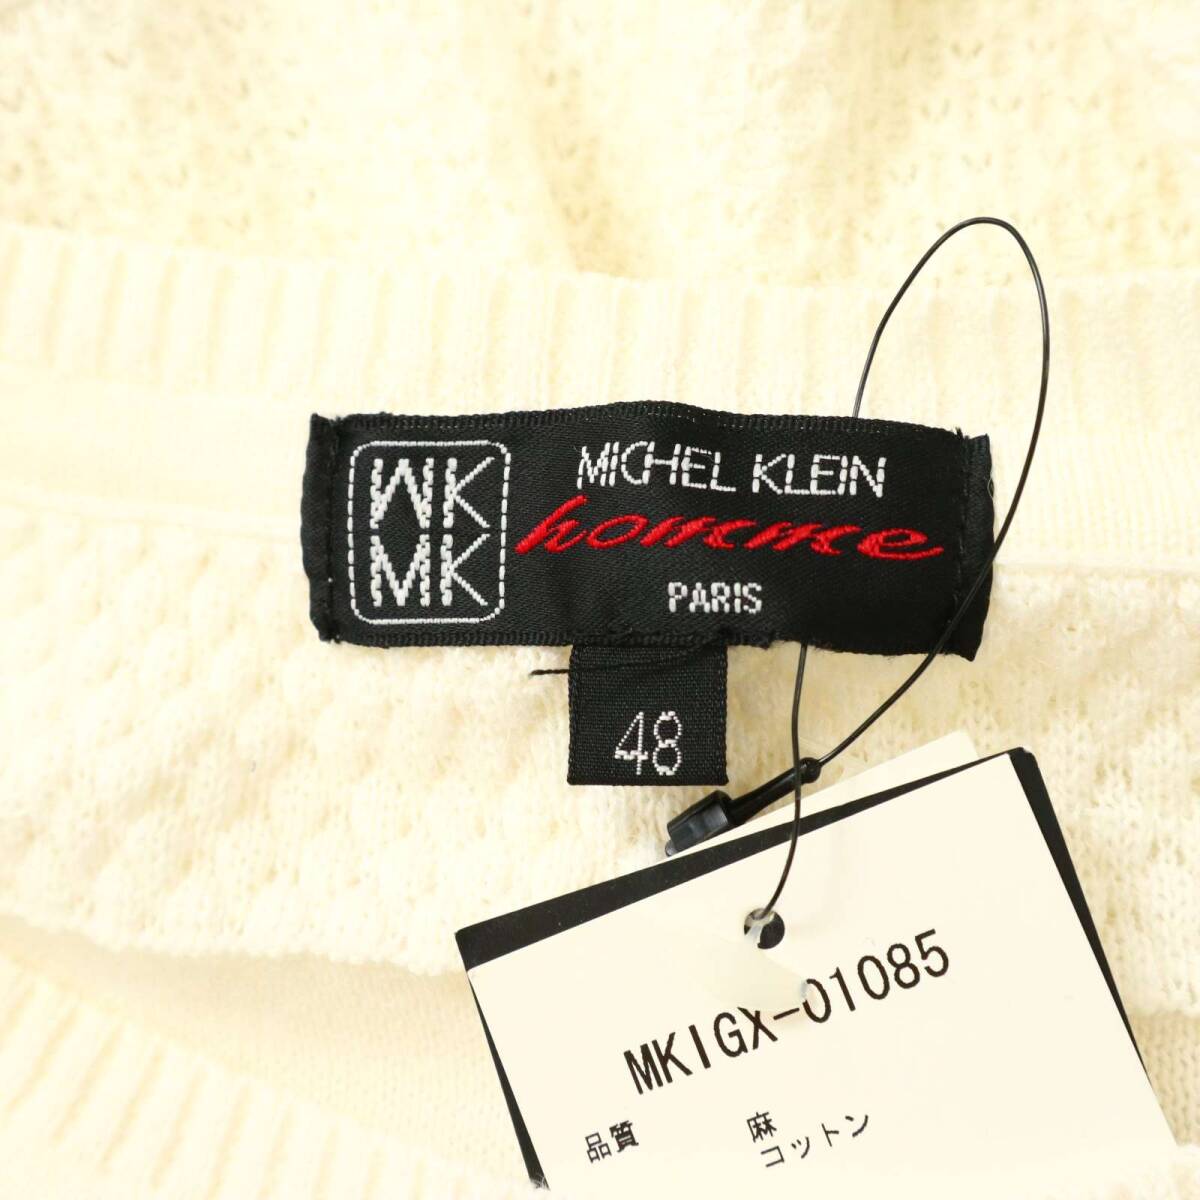 MK
MK
MICHEL KLEIN
homme
PARIS
48
MKIGX-01085
品質 麻
コットン